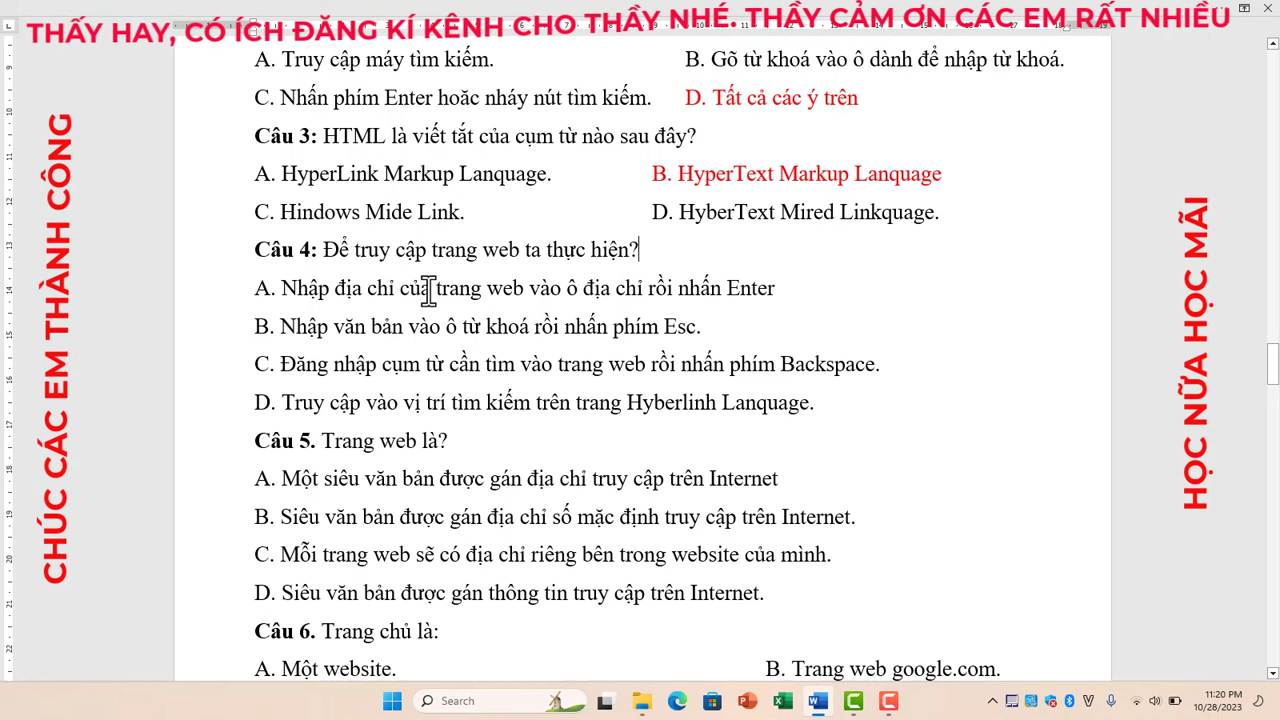 THẤY HAY, CÓ ÍCH ĐĂNG KÍ KÊNH CHO THẦY NHÉ. THẦY CẢM ƠN CÁC EM RẤT NHIỀU
CHÚC CÁC EM THÀNH CÔNG
A. Truy cập máy tìm kiếm. B. Gõ từ khoá vào ô dành để nhập từ khoá.
C. Nhấn phím Enter hoăc nháy nút tìm kiếm. D. Tất cả các ý trên
Câu 3: HTML là viết tắt của cụm từ nào sau đây?
A. HyperLink Markup Lanquage. B. HyperText Markup Lanquage
C. Hindows Mide Link. D. HyberText Mired Linkquage.
Câu 4: Để truy cập trang web ta thực hiện?
A. Nhập địa chỉ của trang web vào ô địa chỉ rồi nhấn Enter
B. Nhập văn bản vào ô từ khoá rồi nhấn phím Esc.
C. Đăng nhập cụm từ cần tìm vào trang web rồi nhấn phím Backspace.
D. Truy cập vào vị trí tìm kiếm trên trang Hyberlinh Lanquage.
Câu 5. Trang web là?
A. Một siêu văn bản được gán địa chỉ truy cập trên Internet
B. Siêu văn bản được gán địa chỉ số mặc định truy cập trên Internet.
C. Mỗi trang web sẽ có địa chỉ riêng bên trong website của mình.
D. Siêu văn bản được gán thông tin truy cập trên Internet.
Câu 6. Trang chủ là:
A. Một website. B. Trang web google.com.
HỌC NỮA HỌC MÃI
Search
11:20 PM
10/28/2023